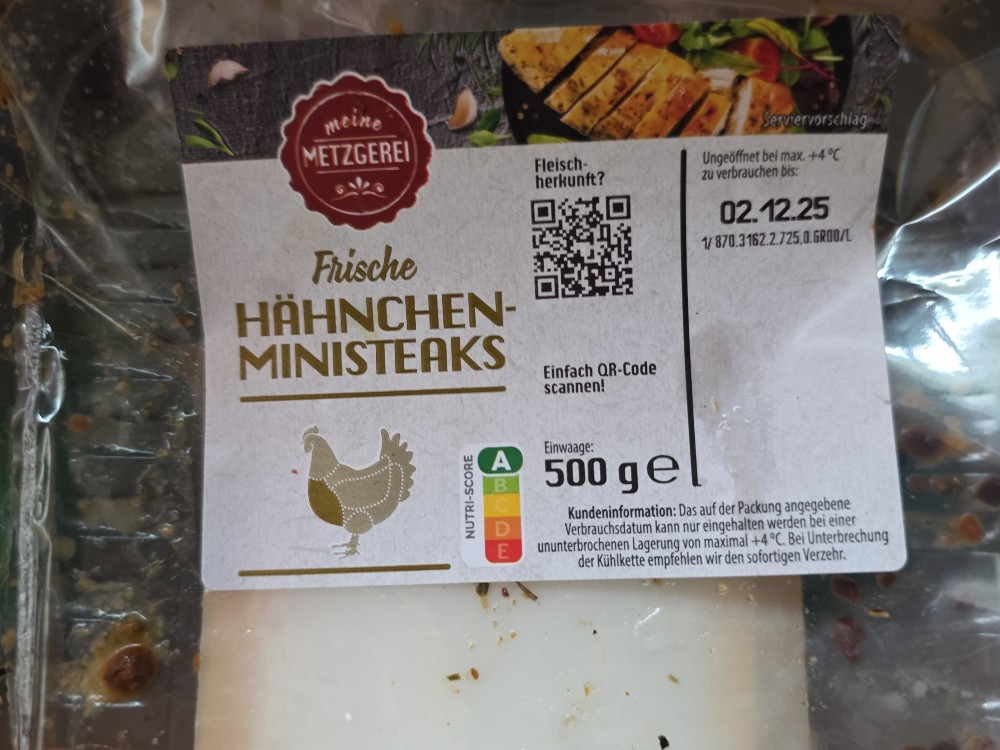 meine
METZGEREI
Serviervorschlag
Frische
HÄHNCHEN-
MINISTEAKS
Fleisch-
herkunft?
Einfach QR-Code
scannen!
Ungeöffnet bei max. +4 °C
zu verbrauchen bis:
02.12.25
1/ 870.3162.2.725.0.GROO/L
NUTRI-SCORE
A
B
C
D
E
Einwaage:
500 g e
Kundeninformation: Das auf der Packung angegebene
Verbrauchsdatum kann nur eingehalten werden bei einer
ununterbrochenen Lagerung von maximal +4 °C. Bei Unterbrechung
der Kühlkette empfehlen wir den sofortigen Verzehr.